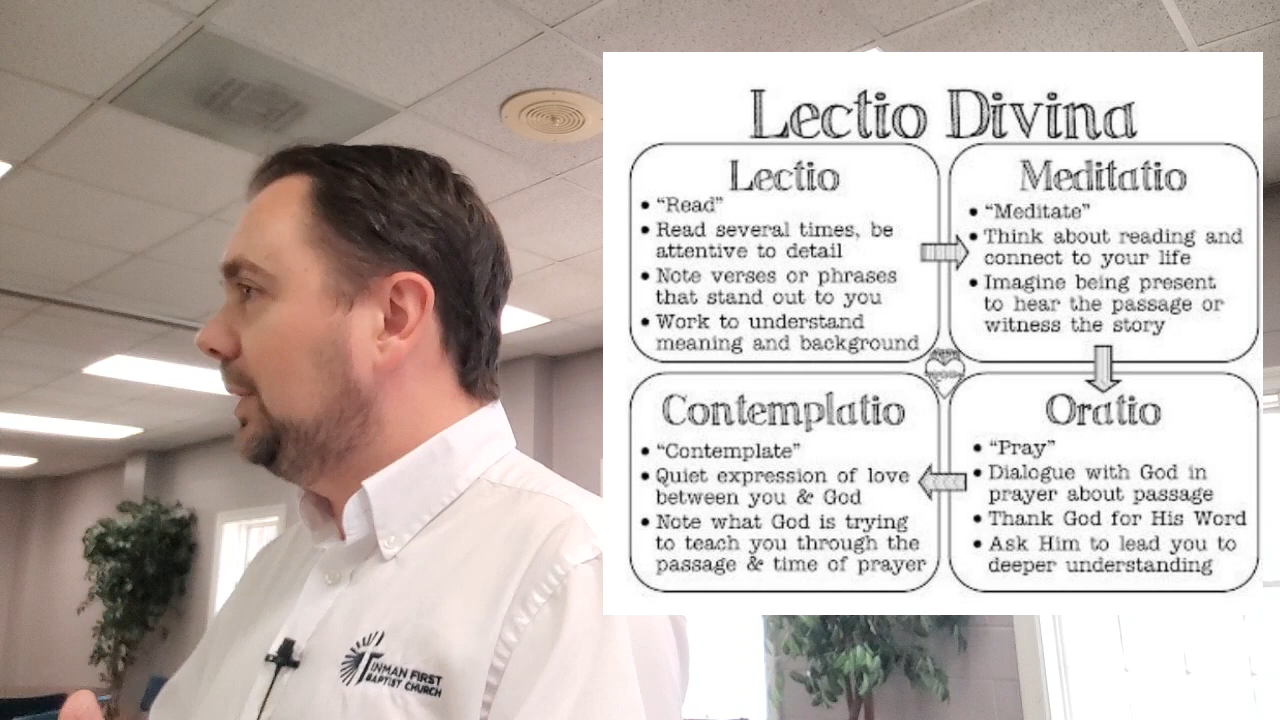 Lectio Divina
Lectio
• "Read"
• Read several times, be
attentive to detail
• Note verses or phrases
that stand out to you
• Work to understand
meaning and background
Meditatio
• "Meditate"
• Think about reading and
connect to your life
• Imagine being present
to hear the passage or
witness the story
Contemplatio
• "Contemplate"
• Quiet expression of love
between you & God
• Note what God is trying
to teach you through the
passage & time of prayer
Oratio
• "Pray"
• Dialogue with God in
prayer about passage
• Thank God for His Word
• Ask Him to lead you to
deeper understanding
INMAN FIRST
BAPTIST CHURCH